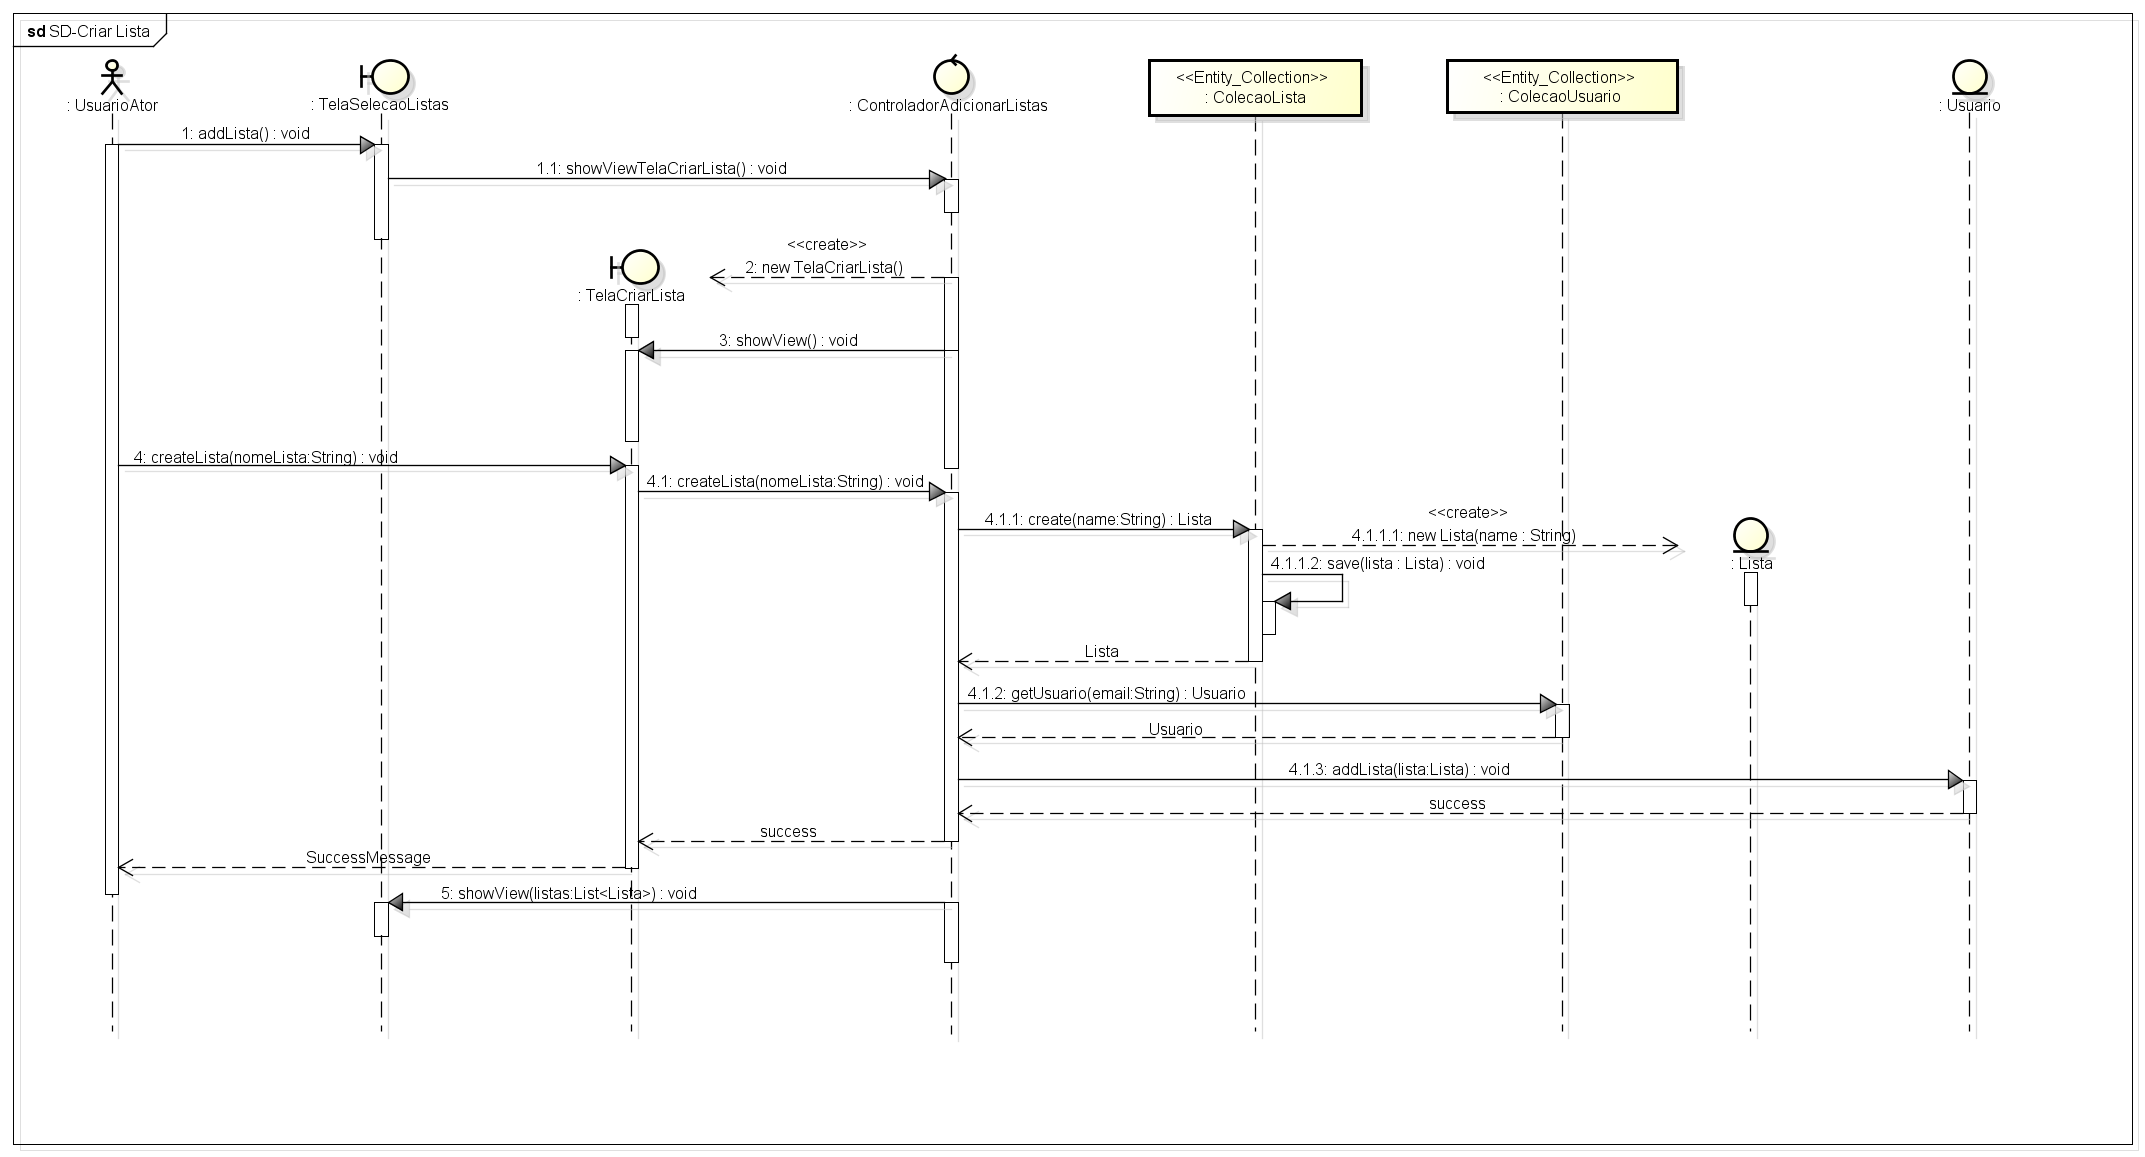 sd SD-Criar Lista
: UsuarioAtor
: TelaSelecaoListas
: ControladorAdicionarListas
<<Entity_Collection>>
: ColecaoLista
<<Entity_Collection>>
: ColecaoUsuario
: Usuario
1: addLista() : void
1.1: showViewTelaCriarLista() : void
<<create>>
2: new TelaCriarLista()
: TelaCriarLista
3: showView() : void
4: createLista(nomeLista:String) : void
4.1: createLista(nomeLista:String) : void
4.1.1: create(name:String) : Lista
<<create>>
4.1.1.1: new Lista(name : String)
: Lista
4.1.1.2: save(lista : Lista) : void
Lista
4.1.2: getUsuario(email:String) : Usuario
Usuario
4.1.3: addLista(lista:Lista) : void
success
success
SuccessMessage
5: showView(listas:List<Lista>) : void